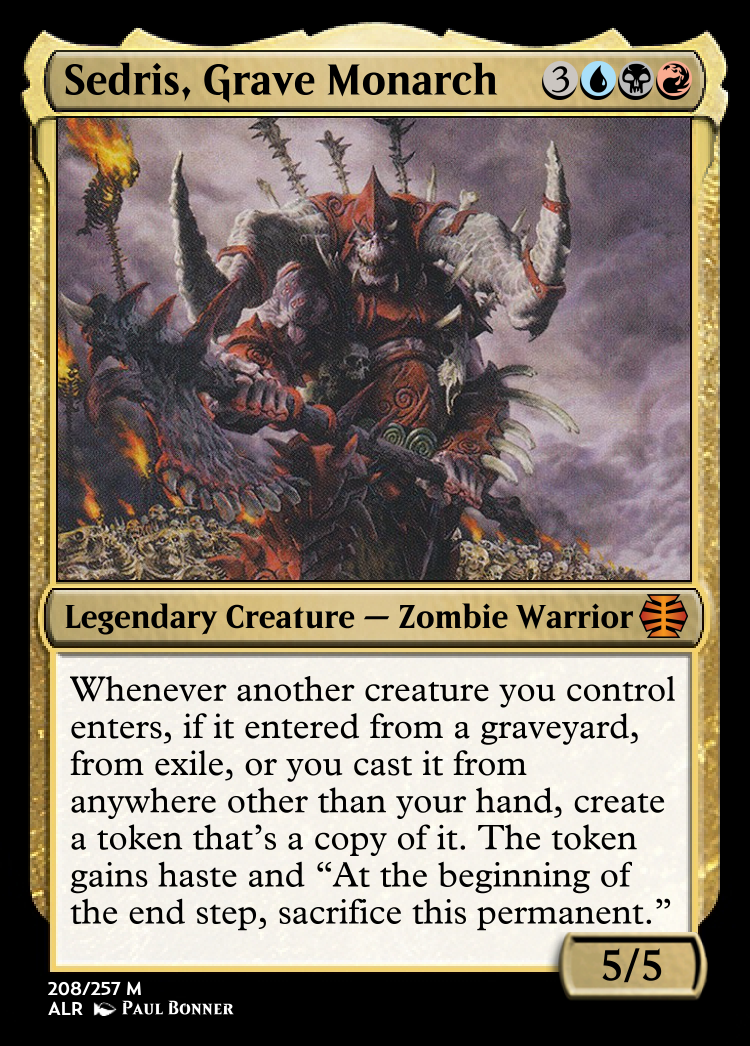 Sedris, Grave Monarch 3
Legendary Creature — Zombie Warrior
Whenever another creature you control
enters, if it entered from a graveyard,
from exile, or you cast it from
anywhere other than your hand, create
a token that’s a copy of it. The token
gains haste and “At the beginning of
the end step, sacrifice this permanent.”
5/5
208/257 M
ALR Paul Bonner